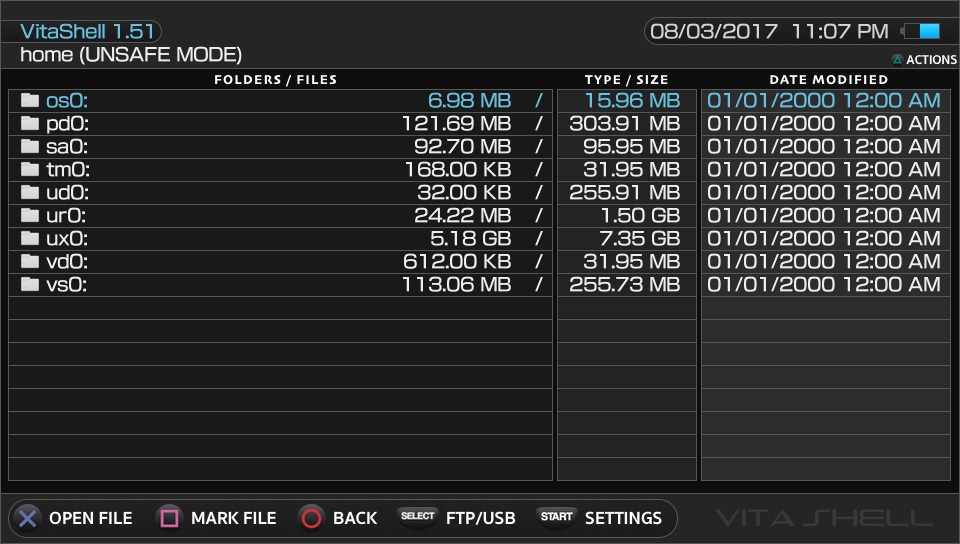 VitaShell 1.51
08/03/2017 11:07 PM
home (UNSAFE MODE)
ACTIONS
FOLDERS / FILES TYPE / SIZE DATE MODIFIED
os0: 6.98 MB / 15.96 MB 01/01/2000 12:00 AM
pd0: 121.69 MB / 303.91 MB 01/01/2000 12:00 AM
sa0: 92.70 MB / 95.95 MB 01/01/2000 12:00 AM
tm0: 168.00 KB / 31.95 MB 01/01/2000 12:00 AM
ud0: 32.00 KB / 255.91 MB 01/01/2000 12:00 AM
ur0: 24.22 MB / 1.50 GB 01/01/2000 12:00 AM
ux0: 5.18 GB / 7.35 GB 01/01/2000 12:00 AM
vd0: 612.00 KB / 31.95 MB 01/01/2000 12:00 AM
vs0: 113.06 MB / 255.73 MB 01/01/2000 12:00 AM
OPEN FILE MARK FILE BACK SELECT FTP/USB START SETTINGS VITA SHELL